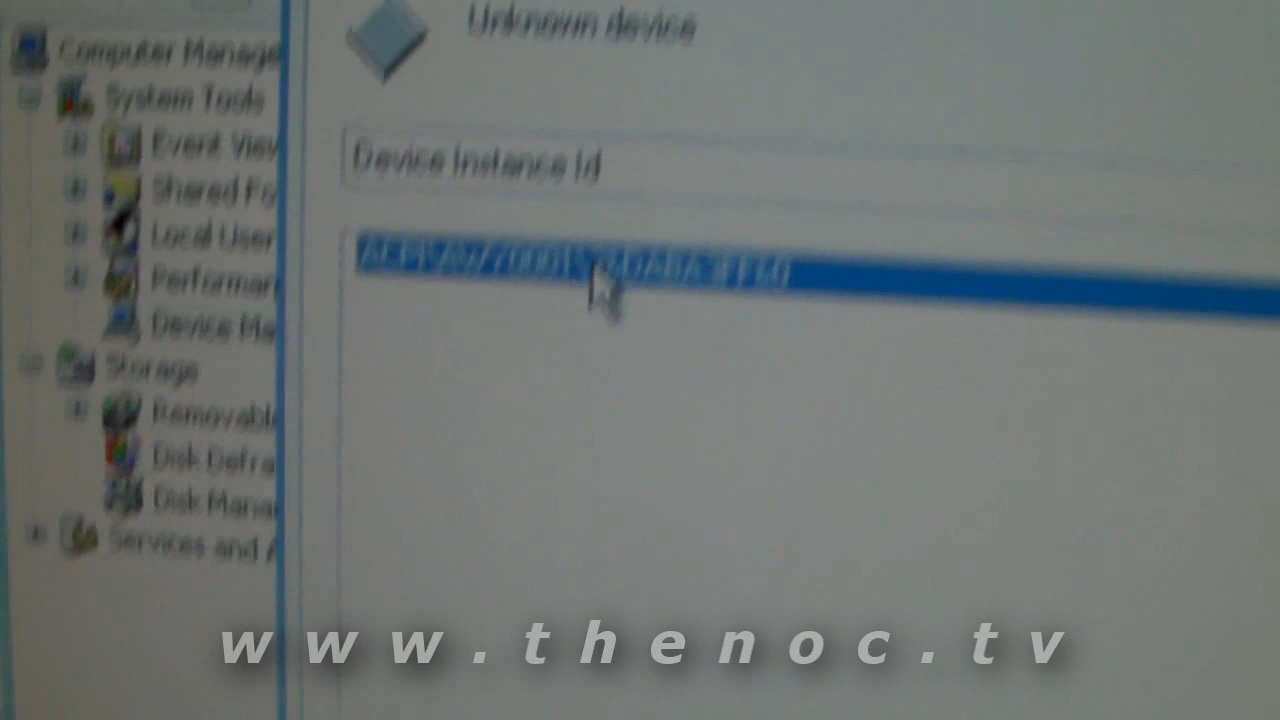 Computer Manage
System Tools
Event View
Shared Fo
Local User
Performan
Device Ma
Storage
Removabl
Disk Defra
Disk Mana
Services and A
Unknown device
Device Instance Id
www.thenoc.tv